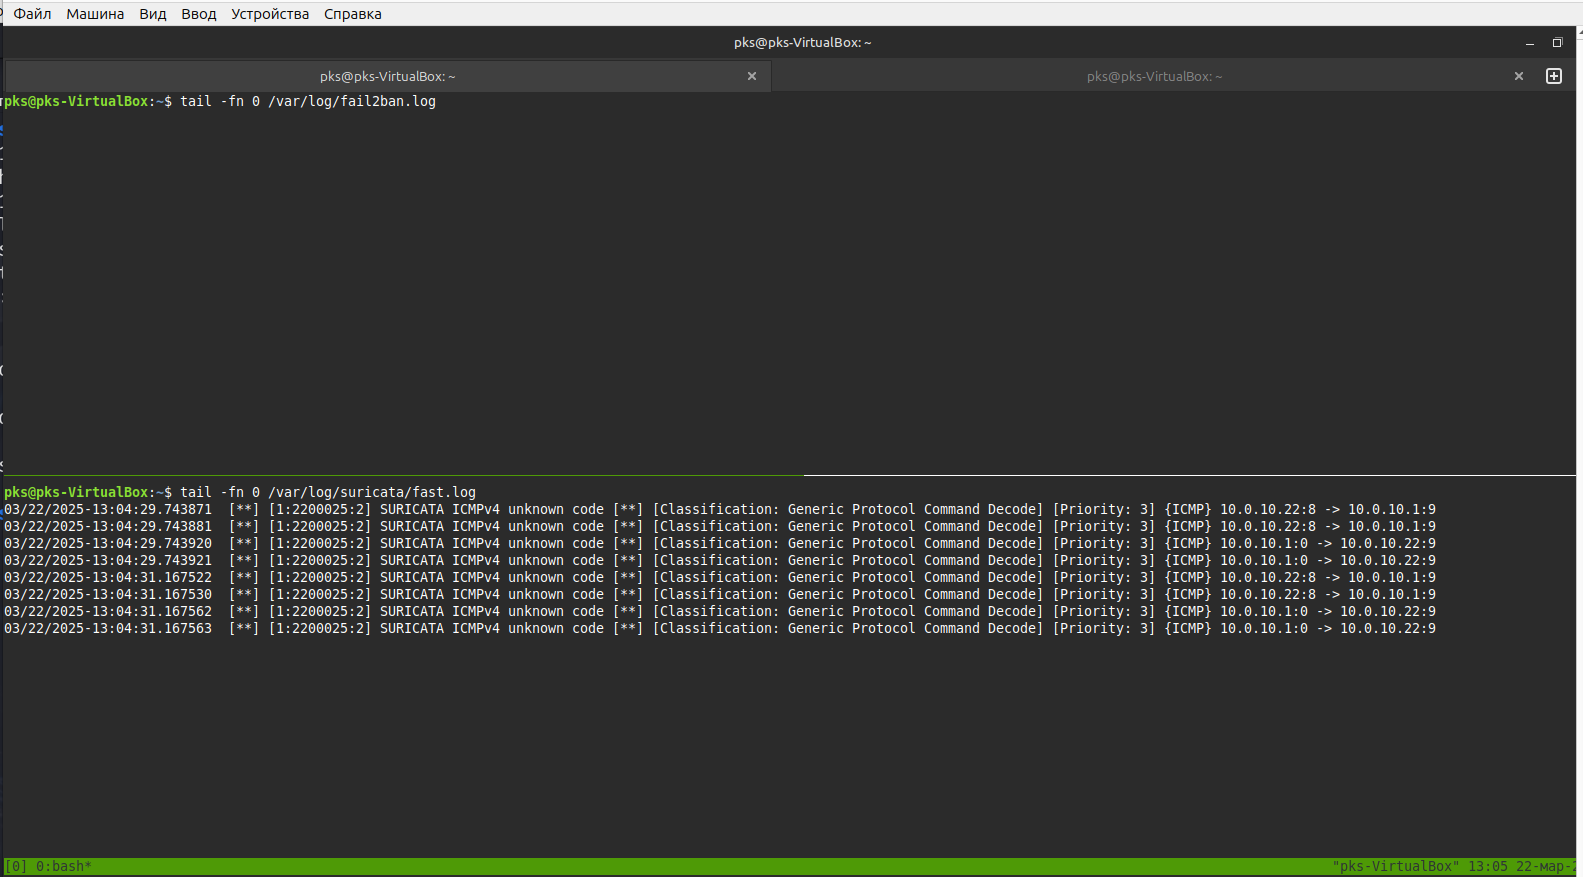 Файл Машина Вид Ввод Устройства Справка
pks@pks-VirtualBox: ~
pks@pks-VirtualBox: ~ pks@pks-VirtualBox: ~
pks@pks-VirtualBox:~$ tail -fn 0 /var/log/fail2ban.log
pks@pks-VirtualBox:~$ tail -fn 0 /var/log/suricata/fast.log
03/22/2025-13:04:29.743871  [**] [1:2200025:2] SURICATA ICMPv4 unknown code [**] [Classification: Generic Protocol Command Decode] [Priority: 3] {ICMP} 10.0.10.22:8 -> 10.0.10.1:9
03/22/2025-13:04:29.743881  [**] [1:2200025:2] SURICATA ICMPv4 unknown code [**] [Classification: Generic Protocol Command Decode] [Priority: 3] {ICMP} 10.0.10.22:8 -> 10.0.10.1:9
03/22/2025-13:04:29.743920  [**] [1:2200025:2] SURICATA ICMPv4 unknown code [**] [Classification: Generic Protocol Command Decode] [Priority: 3] {ICMP} 10.0.10.1:0 -> 10.0.10.22:9
03/22/2025-13:04:29.743921  [**] [1:2200025:2] SURICATA ICMPv4 unknown code [**] [Classification: Generic Protocol Command Decode] [Priority: 3] {ICMP} 10.0.10.1:0 -> 10.0.10.22:9
03/22/2025-13:04:31.167522  [**] [1:2200025:2] SURICATA ICMPv4 unknown code [**] [Classification: Generic Protocol Command Decode] [Priority: 3] {ICMP} 10.0.10.22:8 -> 10.0.10.1:9
03/22/2025-13:04:31.167530  [**] [1:2200025:2] SURICATA ICMPv4 unknown code [**] [Classification: Generic Protocol Command Decode] [Priority: 3] {ICMP} 10.0.10.22:8 -> 10.0.10.1:9
03/22/2025-13:04:31.167562  [**] [1:2200025:2] SURICATA ICMPv4 unknown code [**] [Classification: Generic Protocol Command Decode] [Priority: 3] {ICMP} 10.0.10.1:0 -> 10.0.10.22:9
03/22/2025-13:04:31.167563  [**] [1:2200025:2] SURICATA ICMPv4 unknown code [**] [Classification: Generic Protocol Command Decode] [Priority: 3] {ICMP} 10.0.10.1:0 -> 10.0.10.22:9
[0] 0:bash* "pks-VirtualBox" 13:05 22-мар-